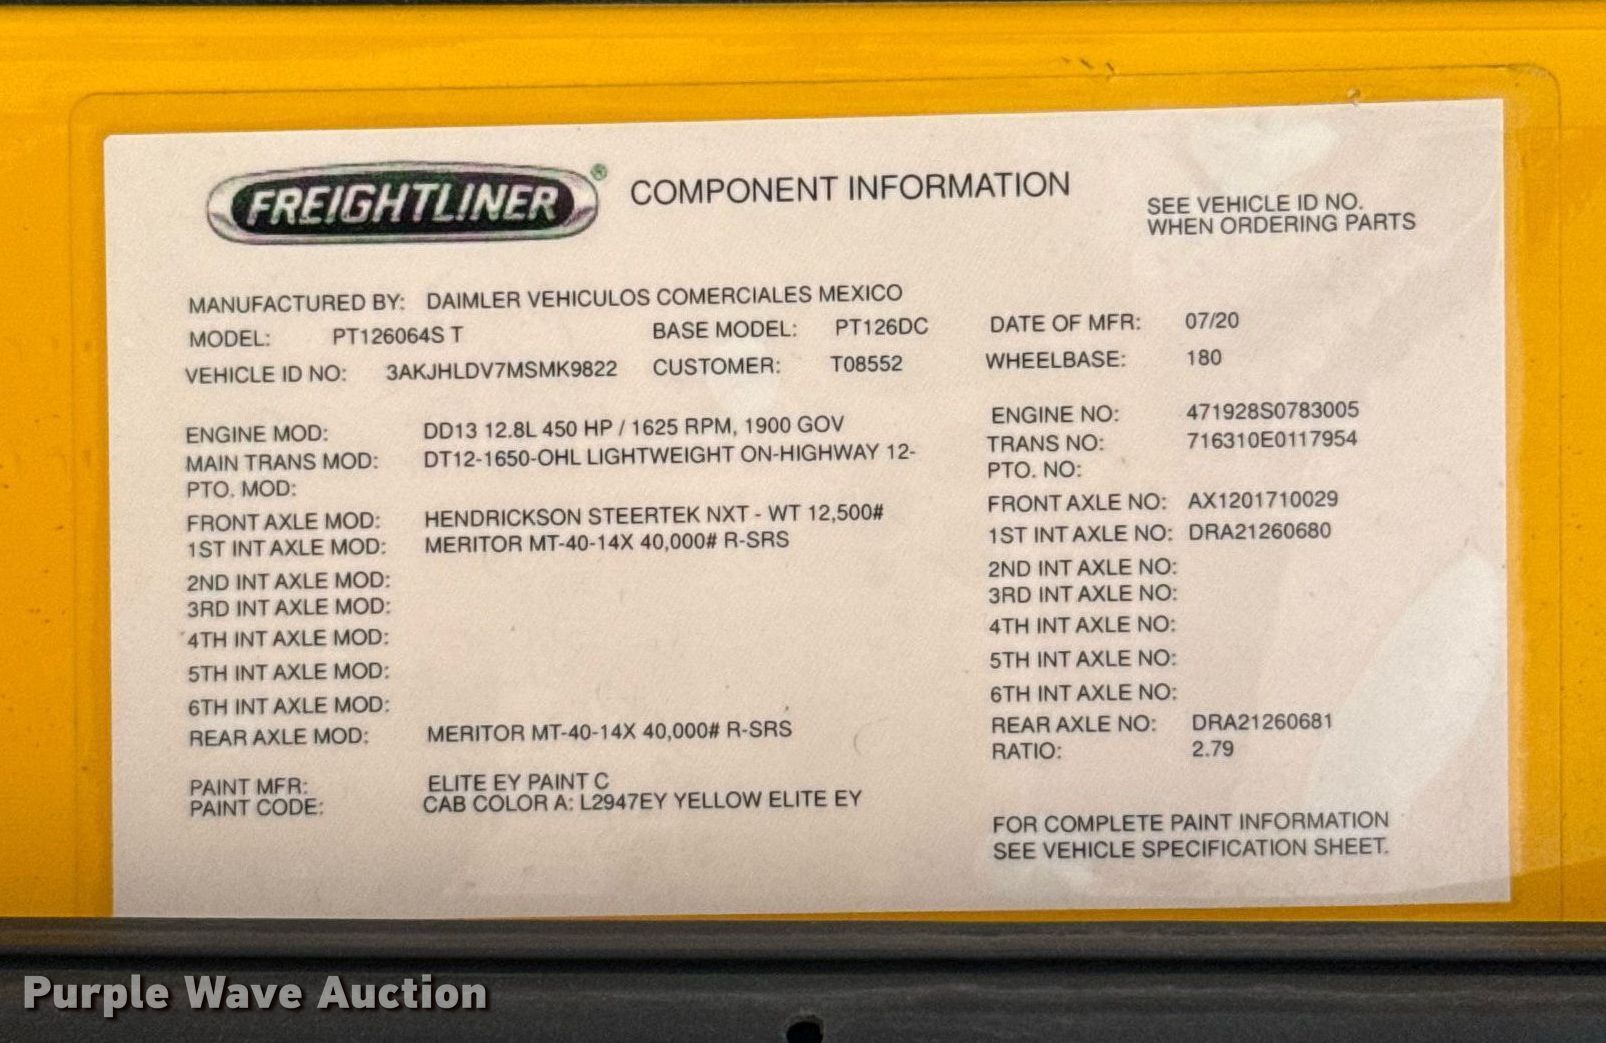 FREIGHTLINER® COMPONENT INFORMATION
SEE VEHICLE ID NO.
WHEN ORDERING PARTS
MANUFACTURED BY: DAIMLER VEHICULOS COMERCIALES MEXICO
MODEL: PT126064S T BASE MODEL: PT126DC DATE OF MFR: 07/20
VEHICLE ID NO: 3AKJHLDV7MSMK9822 CUSTOMER: T08552 WHEELBASE: 180
ENGINE MOD: DD13 12.8L 450 HP / 1625 RPM, 1900 GOV ENGINE NO: 471928S0783005
MAIN TRANS MOD: DT12-1650-OHL LIGHTWEIGHT ON-HIGHWAY 12- TRANS NO: 716310E0117954
PTO. MOD: PTO. NO:
FRONT AXLE MOD: HENDRICKSON STEERTEK NXT - WT 12,500# FRONT AXLE NO: AX1201710029
1ST INT AXLE MOD: MERITOR MT-40-14X 40,000# R-SRS 1ST INT AXLE NO: DRA21260680
2ND INT AXLE MOD: 2ND INT AXLE NO:
3RD INT AXLE MOD: 3RD INT AXLE NO:
4TH INT AXLE MOD: 4TH INT AXLE NO:
5TH INT AXLE MOD: 5TH INT AXLE NO:
6TH INT AXLE MOD: 6TH INT AXLE NO:
REAR AXLE MOD: MERITOR MT-40-14X 40,000# R-SRS REAR AXLE NO: DRA21260681
RATIO: 2.79
PAINT MFR: ELITE EY PAINT C
PAINT CODE: CAB COLOR A: L2947EY YELLOW ELITE EY
FOR COMPLETE PAINT INFORMATION
SEE VEHICLE SPECIFICATION SHEET.
Purple Wave Auction